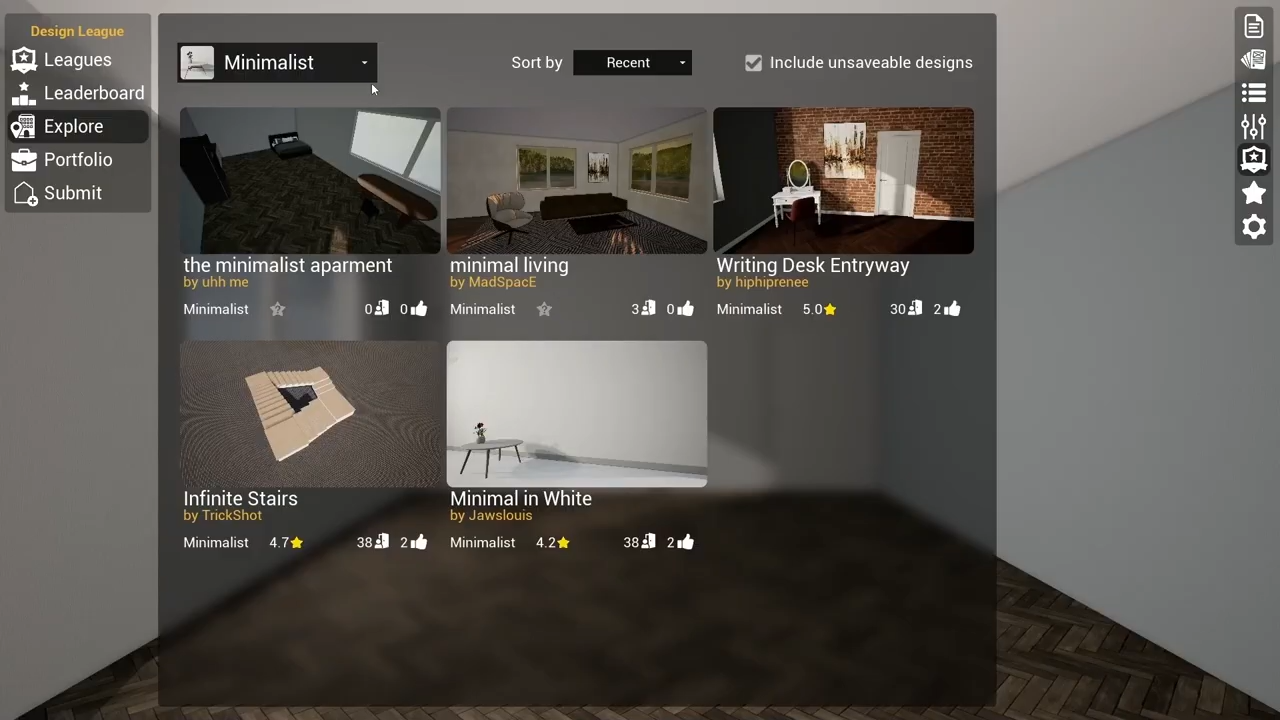 Design League
Leagues
Leaderboard
Explore
Portfolio
Submit
Minimalist
Sort by
Recent
Include unsaveable designs
the minimalist aparment
by uhh me
Minimalist 0 0
minimal living
by MadSpacE
Minimalist 3 0
Writing Desk Entryway
by hiphiprenee
Minimalist 5.0 30 2
Infinite Stairs
by TrickShot
Minimalist 4.7 38 2
Minimal in White
by Jawslouis
Minimalist 4.2 38 2